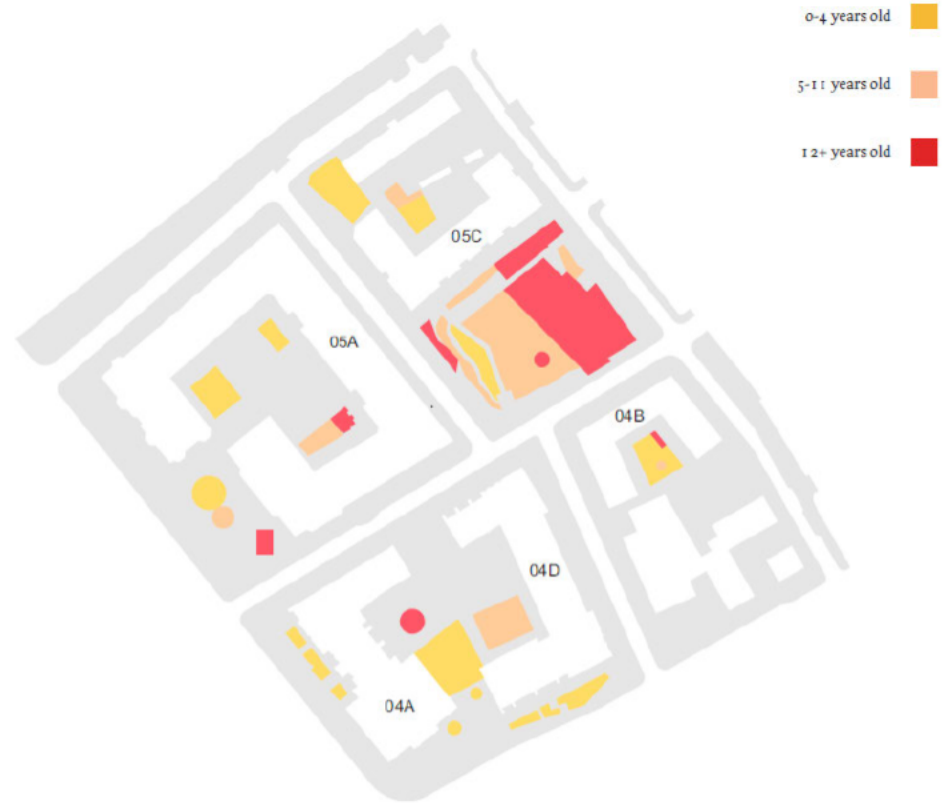 0-4 years old
5-11 years old
12+ years old
05C
05A
04B
04D
04A